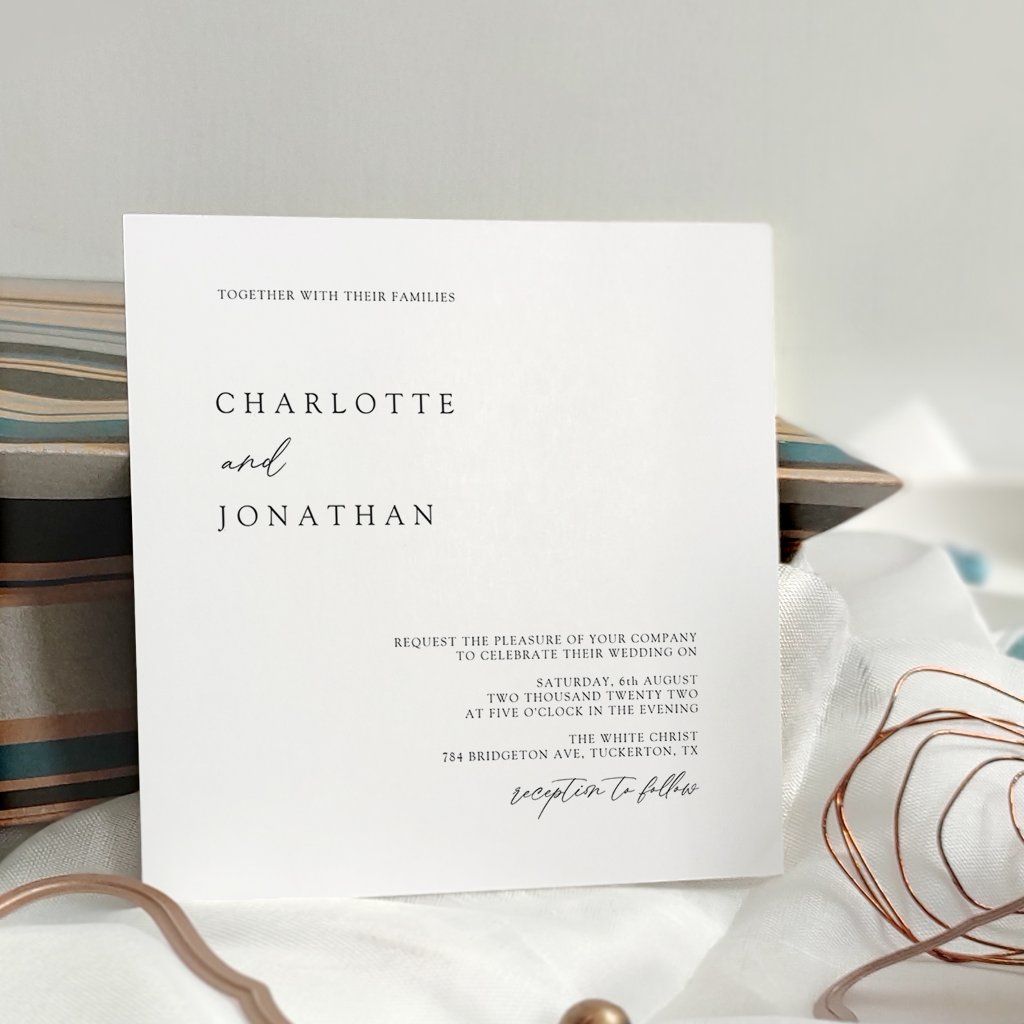 TOGETHER WITH THEIR FAMILIES
CHARLOTTE
and
JONATHAN
REQUEST THE PLEASURE OF YOUR COMPANY
TO CELEBRATE THEIR WEDDING ON
SATURDAY, 6th AUGUST
TWO THOUSAND TWENTY TWO
AT FIVE O'CLOCK IN THE EVENING
THE WHITE CHRIST
784 BRIDGETON AVE, TUCKERTON, TX
reception to follow